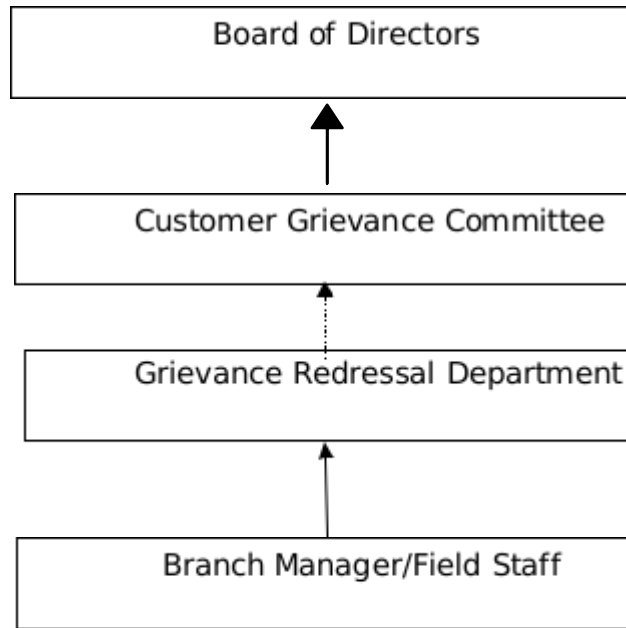 Board of Directors
Customer Grievance Committee
Grievance Redressal Department
Branch Manager/Field Staff